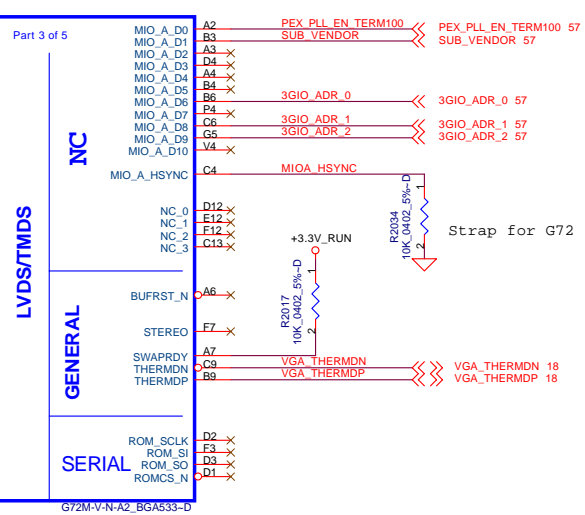 Part 3 of 5
LVDS/TMDS
NC
MIO_A_D0 A2 PEX_PLL_EN_TERM100 PEX_PLL_EN_TERM100 57
MIO_A_D1 B3 SUB_VENDOR SUB_VENDOR 57
MIO_A_D2 A3
MIO_A_D3 D4
MIO_A_D4 A4
MIO_A_D5 B4
MIO_A_D6 B6 3GIO_ADR_0 3GIO_ADR_0 57
MIO_A_D7 P4
MIO_A_D8 C6 3GIO_ADR_1 3GIO_ADR_1 57
MIO_A_D9 G5 3GIO_ADR_2 3GIO_ADR_2 57
MIO_A_D10 V4
MIO_A_HSYNC C4 MIOA_HSYNC
1
R2034
10K_0402_5%~D
2
Strap for G72
NC_0 D12
NC_1 E12
NC_2 F12
NC_3 C13
+3.3V_RUN
GENERAL
BUFRST_N A6
1
R2017
10K_0402_5%~D
2
STEREO F7
SWAPRDY A7
THERMDN C9 VGA_THERMDN VGA_THERMDN 18
THERMDP B9 VGA_THERMDP VGA_THERMDP 18
SERIAL
ROM_SCLK D2
ROM_SI F3
ROM_SO D3
ROMCS_N D1
G72M-V-N-A2_BGA533~D